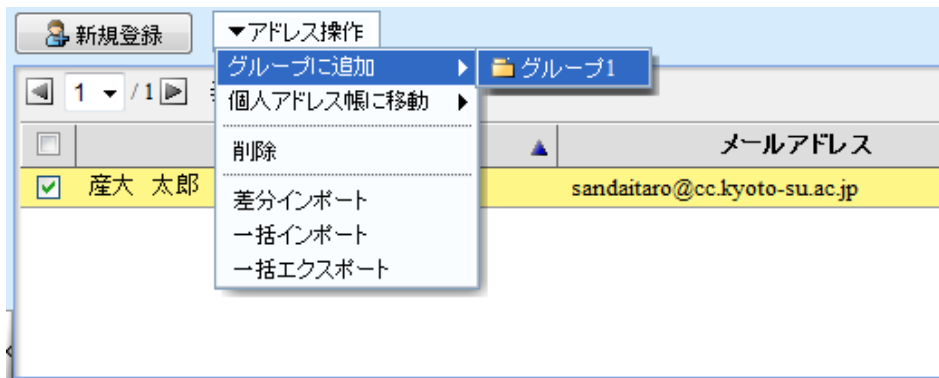 新規登録 ▼アドレス操作
グループに追加 グループ1
1 /1
個人アドレス帳に移動
削除
メールアドレス
産大 太郎 sandaitaro@cc.kyoto-su.ac.jp
差分インポート
一括インポート
一括エクスポート